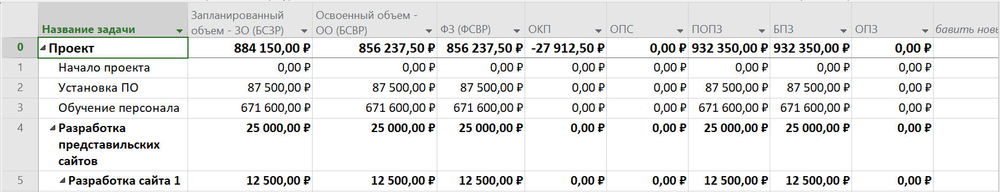 Название задачи Запланированный объем - ЗО (БСЗР) Освоенный объем - ОО (БСВР) ФЗ (ФСВР) ОКП ОПС ПОПЗ БПЗ ОПЗ бавить новы
0 Проект 884 150,00 ₽ 856 237,50 ₽ 856 237,50 ₽ -27 912,50 ₽ 0,00 ₽ 932 350,00 ₽ 932 350,00 ₽ 0,00 ₽
1 Начало проекта 0,00 ₽ 0,00 ₽ 0,00 ₽ 0,00 ₽ 0,00 ₽ 0,00 ₽ 0,00 ₽ 0,00 ₽
2 Установка ПО 87 500,00 ₽ 87 500,00 ₽ 87 500,00 ₽ 0,00 ₽ 0,00 ₽ 87 500,00 ₽ 87 500,00 ₽ 0,00 ₽
3 Обучение персонала 671 600,00 ₽ 671 600,00 ₽ 671 600,00 ₽ 0,00 ₽ 0,00 ₽ 671 600,00 ₽ 671 600,00 ₽ 0,00 ₽
4 Разработка представильских сайтов 25 000,00 ₽ 25 000,00 ₽ 25 000,00 ₽ 0,00 ₽ 0,00 ₽ 25 000,00 ₽ 25 000,00 ₽ 0,00 ₽
5 Разработка сайта 1 12 500,00 ₽ 12 500,00 ₽ 12 500,00 ₽ 0,00 ₽ 0,00 ₽ 12 500,00 ₽ 12 500,00 ₽ 0,00 ₽